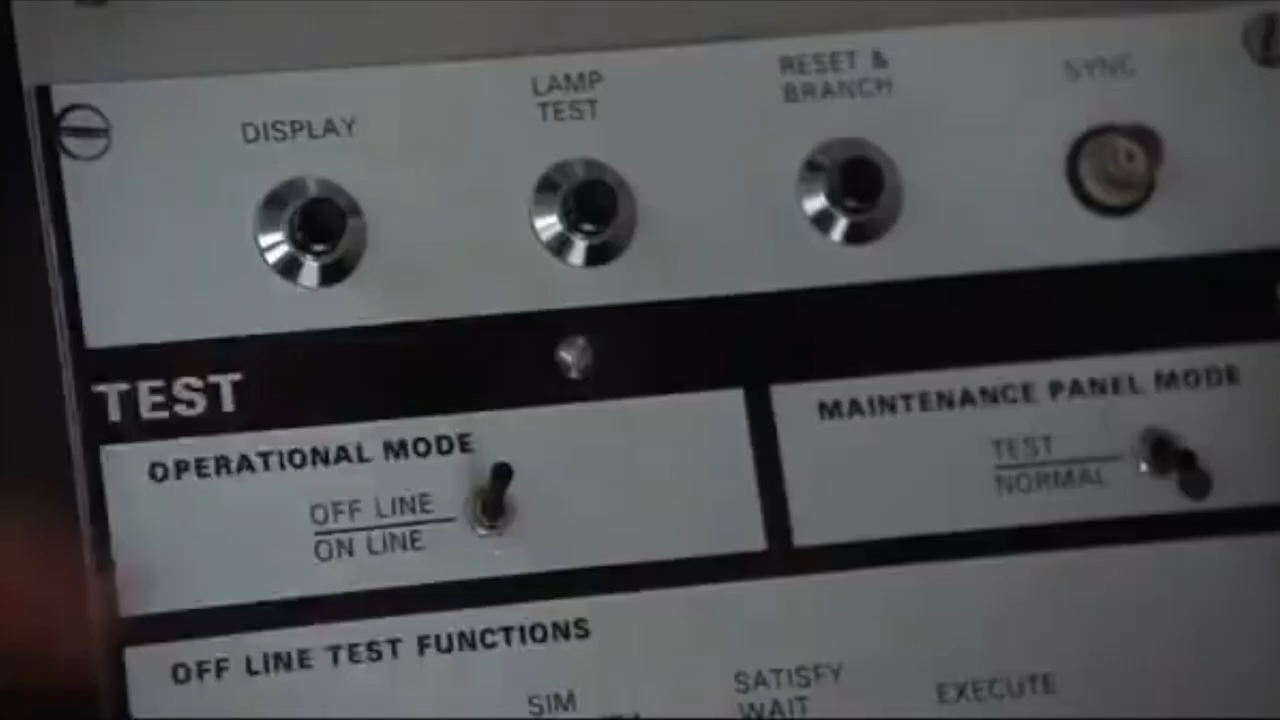 DISPLAY
LAMP
TEST
RESET &
BRANCH
SYNC
TEST
OPERATIONAL MODE
OFF LINE
ON LINE
MAINTENANCE PANEL MODE
TEST
NORMAL
OFF LINE TEST FUNCTIONS
SIM
SATISFY
WAIT
EXECUTE